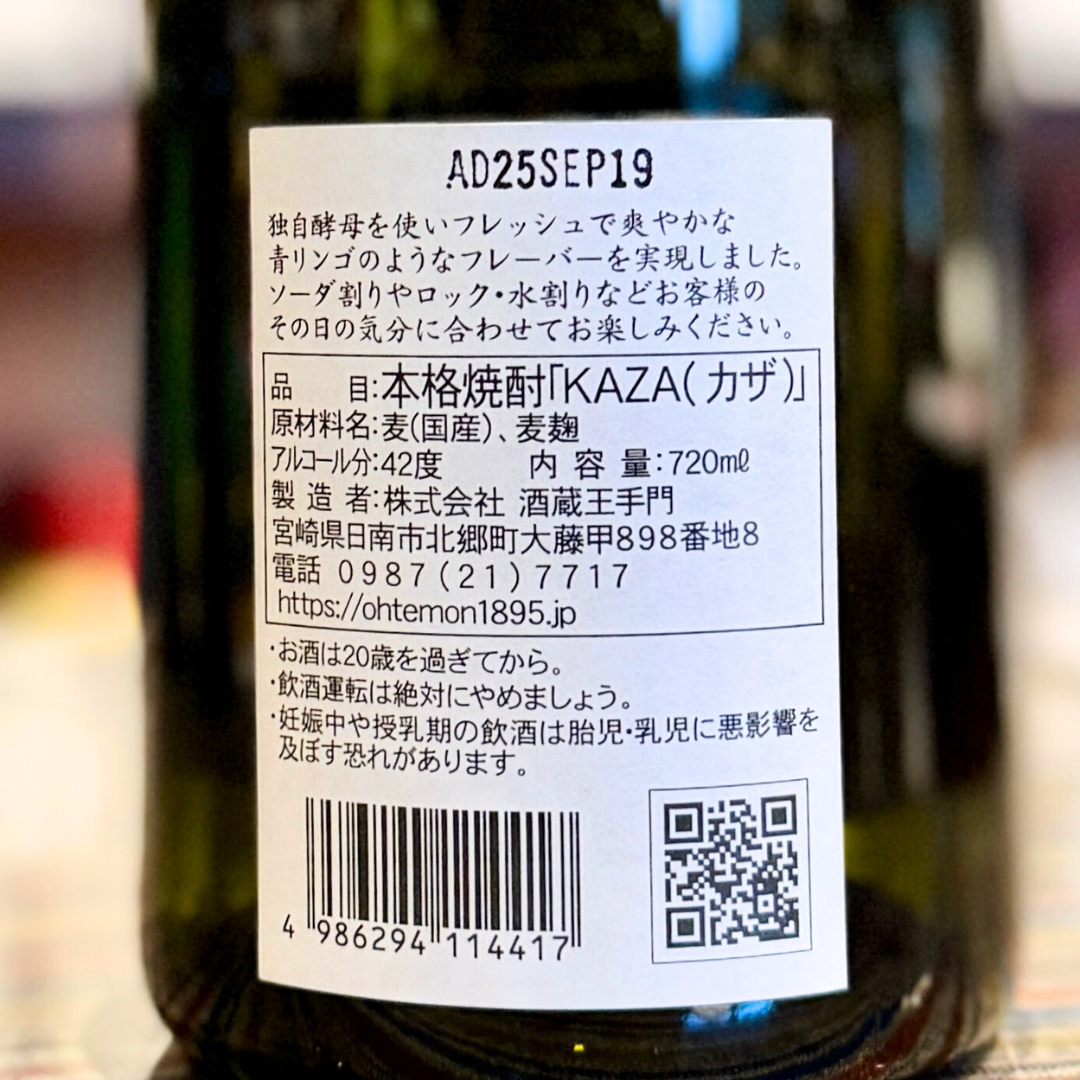 AD25SEP19
独自酵母を使いフレッシュで爽やかな
青リンゴのようなフレーバーを実現しました。
ソーダ割りやロック・水割りなどお客様の
その日の気分に合わせてお楽しみください。
品　　目:本格焼酎「KAZA(カザ)」
原材料名:麦(国産)、麦麹
アルコール分:42度　　内 容 量:720mℓ
製 造 者:株式会社 酒蔵王手門
宮崎県日南市北郷町大藤甲898番地8
電話 0987(21)7717
https://ohtemon1895.jp
・お酒は20歳を過ぎてから。
・飲酒運転は絶対にやめましょう。
・妊娠中や授乳期の飲酒は胎児・乳児に悪影響を
及ぼす恐れがあります。
4 986294 114417